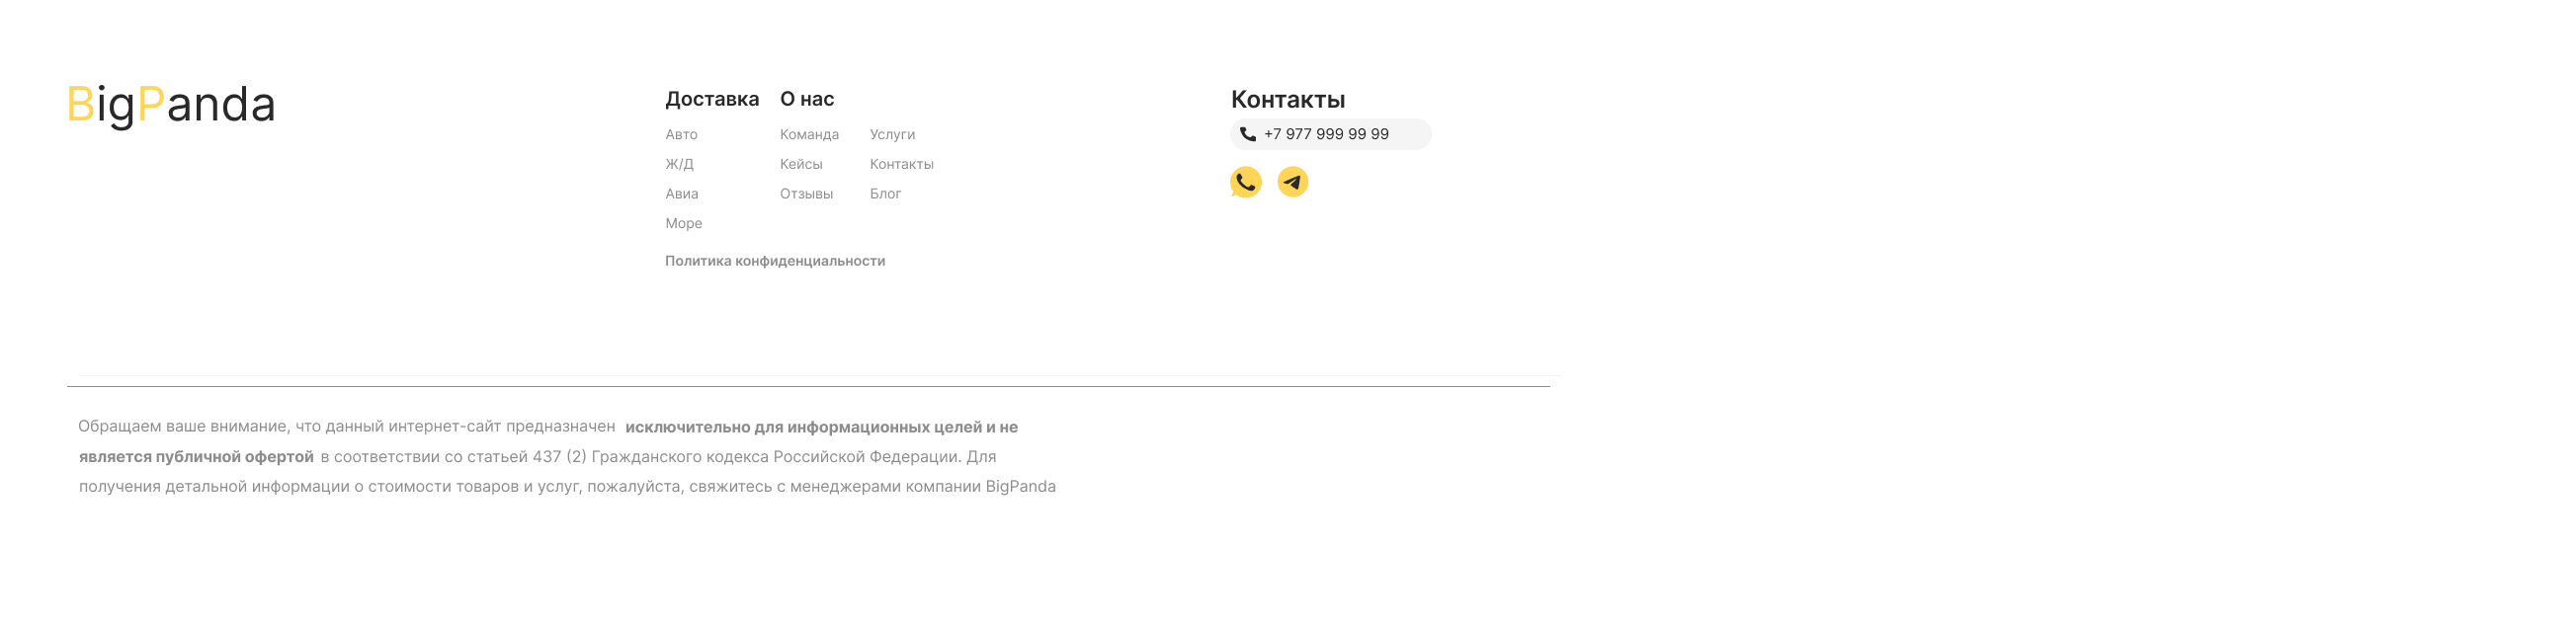 BigPanda
Доставка
Авто
Ж/Д
Авиа
Море
О нас
Команда
Кейсы
Отзывы
Услуги
Контакты
Блог
Политика конфиденциальности
Контакты
+7 977 999 99 99
Обращаем ваше внимание, что данный интернет-сайт предназначен исключительно для информационных целей и не
является публичной офертой в соответствии со статьей 437 (2) Гражданского кодекса Российской Федерации. Для
получения детальной информации о стоимости товаров и услуг, пожалуйста, свяжитесь с менеджерами компании BigPanda